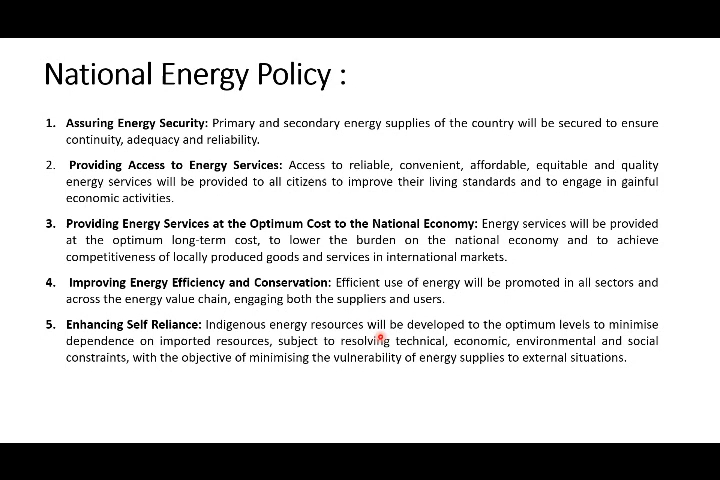 National Energy Policy :
1. Assuring Energy Security: Primary and secondary energy supplies of the country will be secured to ensure
continuity, adequacy and reliability.
2. Providing Access to Energy Services: Access to reliable, convenient, affordable, equitable and quality
energy services will be provided to all citizens to improve their living standards and to engage in gainful
economic activities.
3. Providing Energy Services at the Optimum Cost to the National Economy: Energy services will be provided
at the optimum long-term cost, to lower the burden on the national economy and to achieve
competitiveness of locally produced goods and services in international markets.
4. Improving Energy Efficiency and Conservation: Efficient use of energy will be promoted in all sectors and
across the energy value chain, engaging both the suppliers and users.
5. Enhancing Self Reliance: Indigenous energy resources will be developed to the optimum levels to minimise
dependence on imported resources, subject to resolving technical, economic, environmental and social
constraints, with the objective of minimising the vulnerability of energy supplies to external situations.